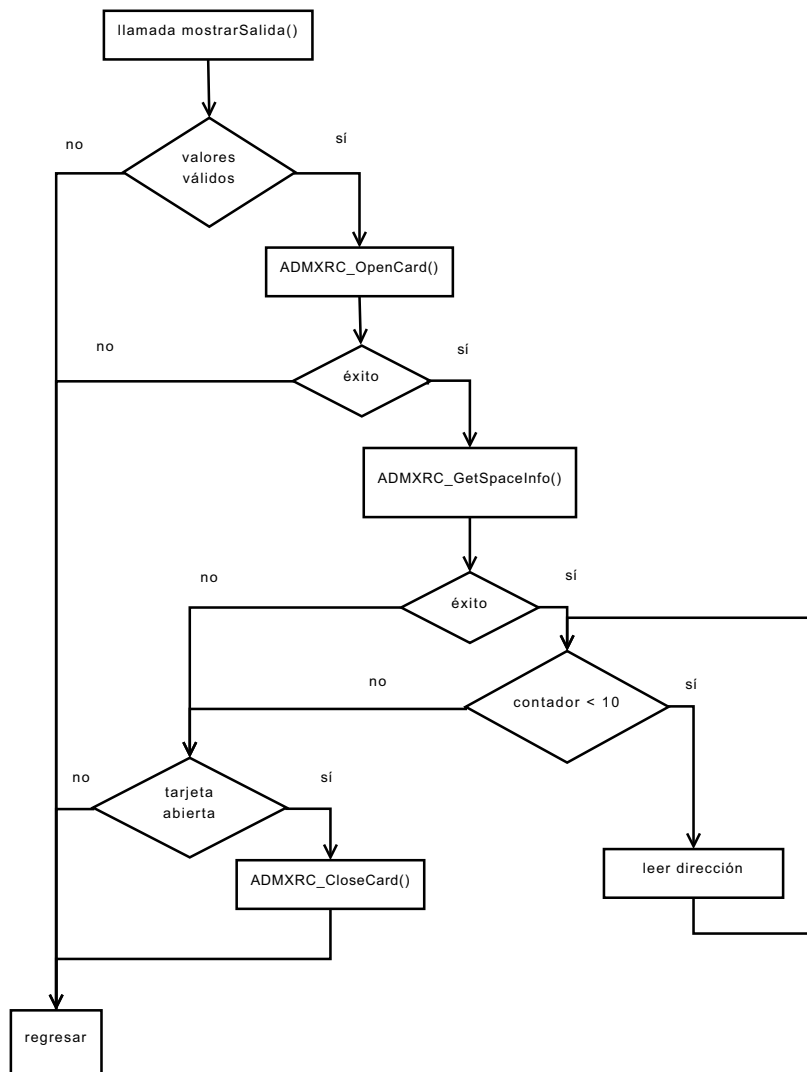 llamada mostrarSalida()
no
sí
valores
válidos
ADMXRC_OpenCard()
no
sí
éxito
ADMXRC_GetSpaceInfo()
no
sí
éxito
no
sí
contador < 10
no
sí
tarjeta
abierta
leer dirección
ADMXRC_CloseCard()
regresar